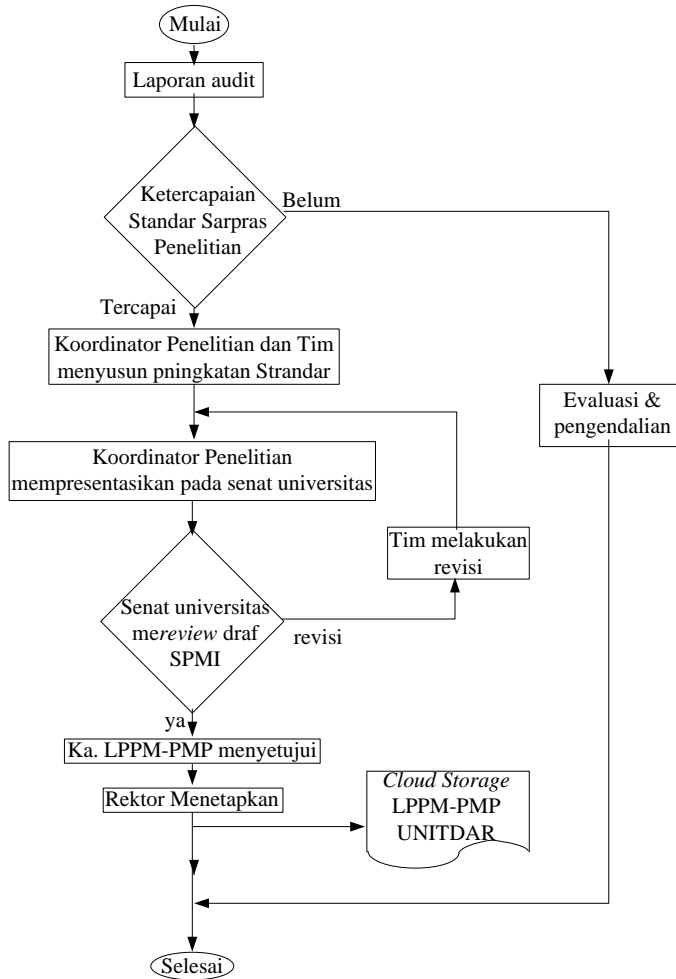 Mulai
Laporan audit
Ketercapaian
Standar Sarpras
Penelitian
Belum
Tercapai
Koordinator Penelitian dan Tim
menyusun pningkatan Strandar
Evaluasi &
pengendalian
Koordinator Penelitian
mempresentasikan pada senat universitas
Tim melakukan
revisi
Senat universitas
mereview draf
SPMI
revisi
ya
Ka. LPPM-PMP menyetujui
Rektor Menetapkan
Cloud Storage
LPPM-PMP
UNITDAR
Selesai